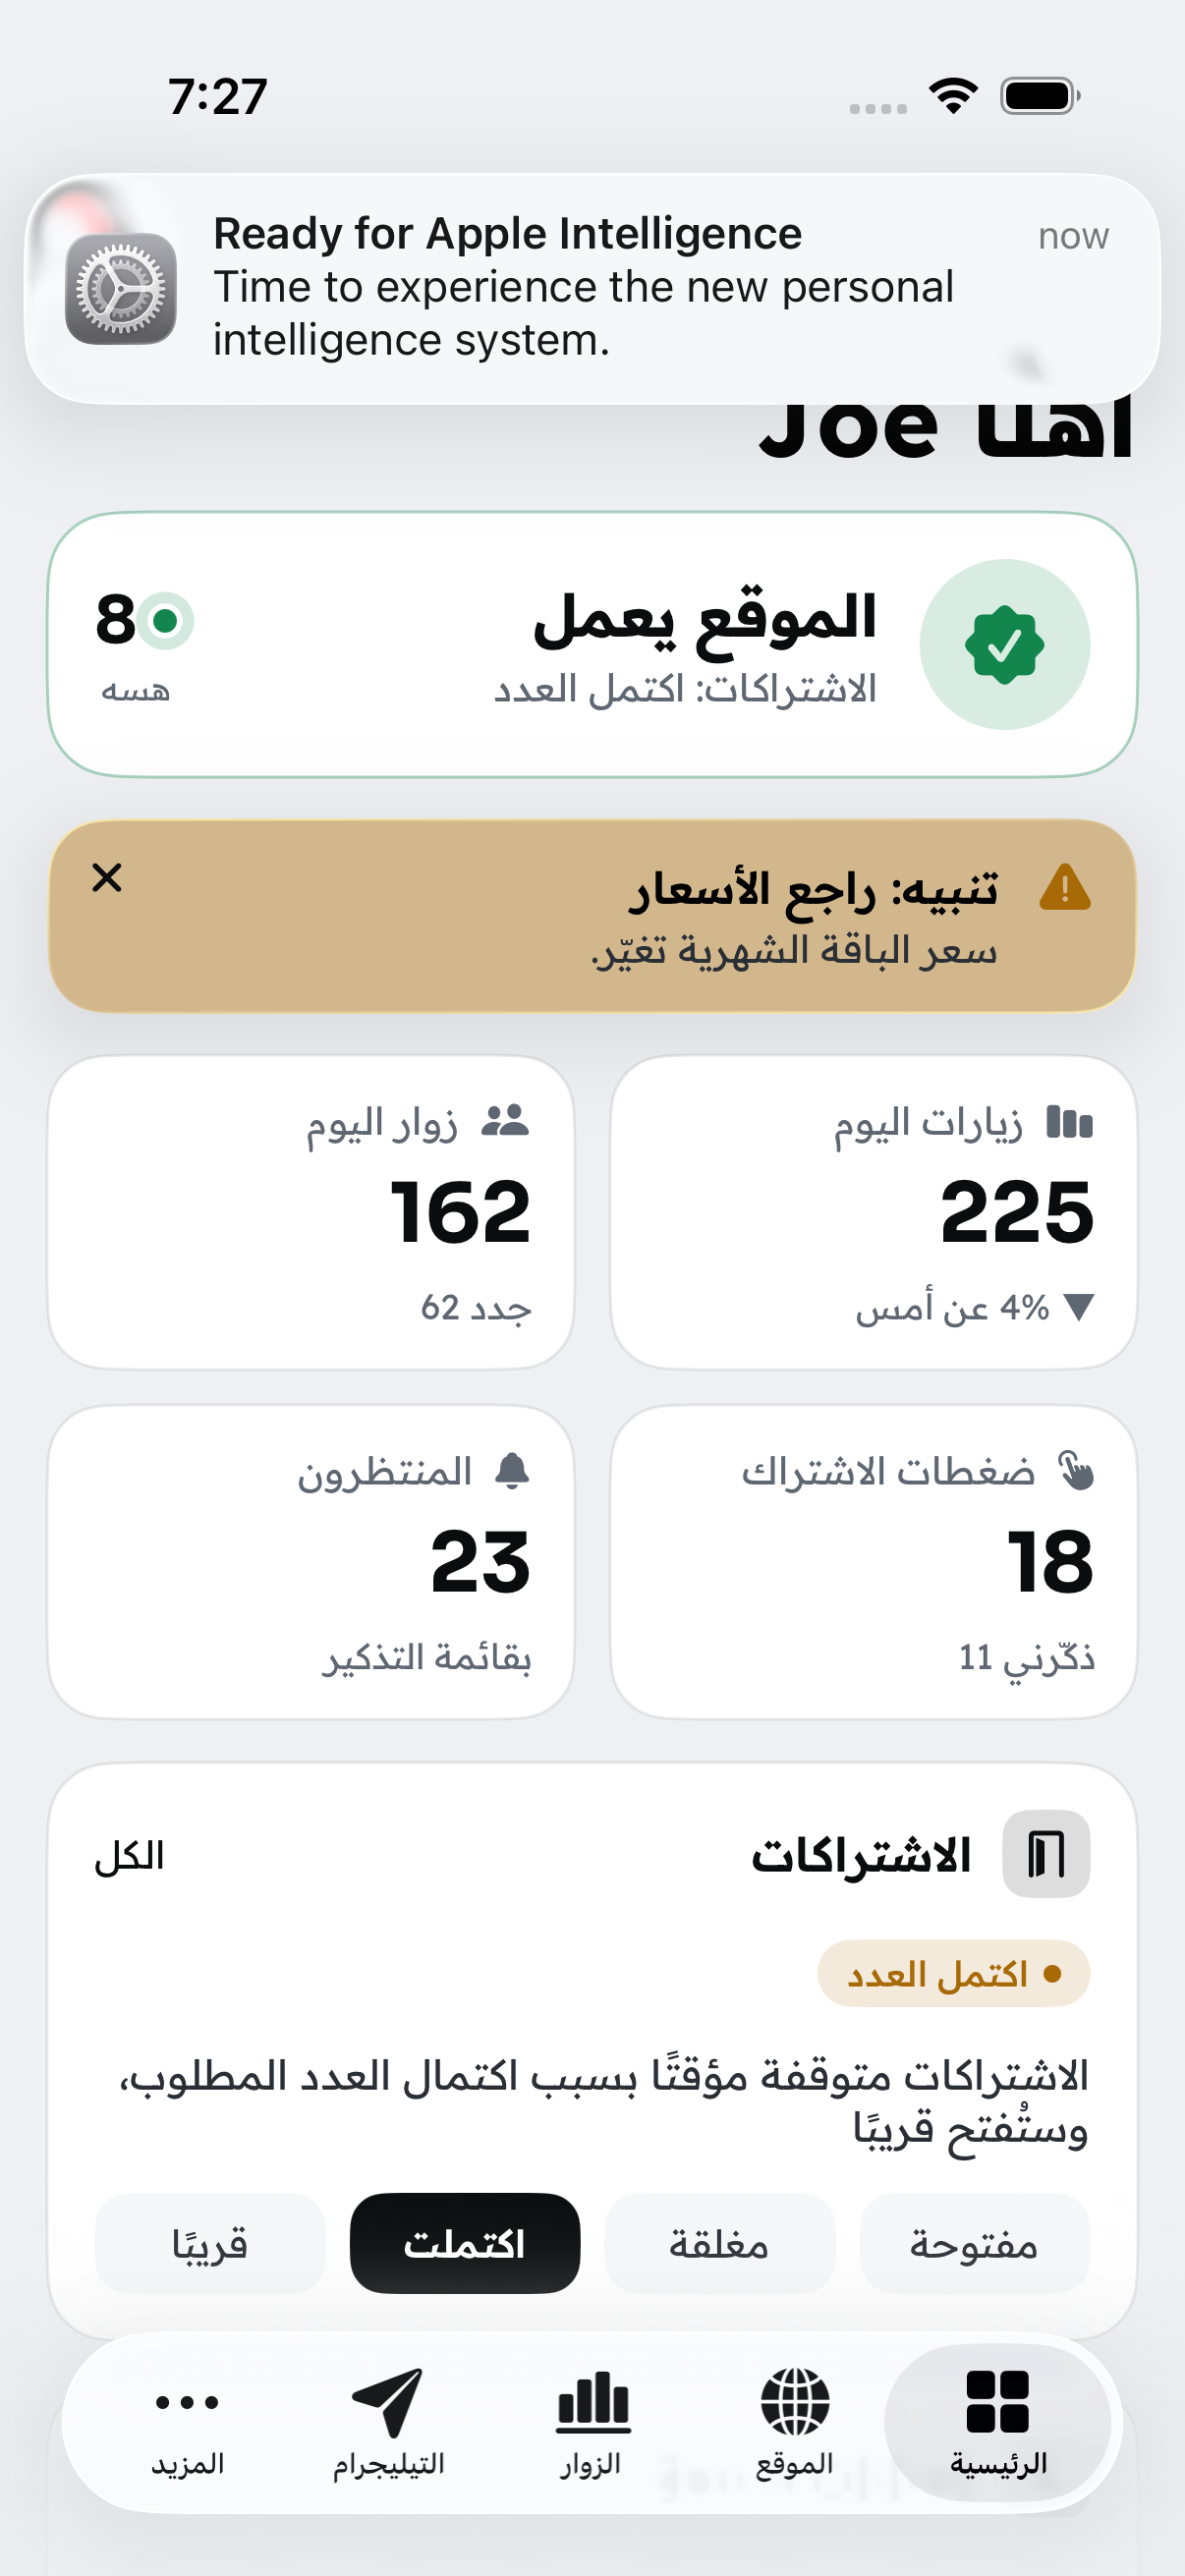 7:27
Ready for Apple Intelligence
now
Time to experience the new personal
intelligence system.
Joe
الموقع يعمل
8
الاشتراكات: اكتمل العدد
هسه
تنبيه: راجع الأسعار
سعر الباقة الشهرية تغيّر.
زيارات اليوم
225
▼ 4% عن أمس
زوار اليوم
162
جدد 62
ضغطات الاشتراك
18
ذكّرني 11
المنتظرون
23
بقائمة التذكير
الاشتراكات
الكل
اكتمل العدد
الاشتراكات متوقفة مؤقتًا بسبب اكتمال العدد المطلوب،
وستُفتح قريبًا
مفتوحة
مغلقة
اكتملت
قريبًا
الرئيسية
الموقع
الزوار
التيليجرام
المزيد